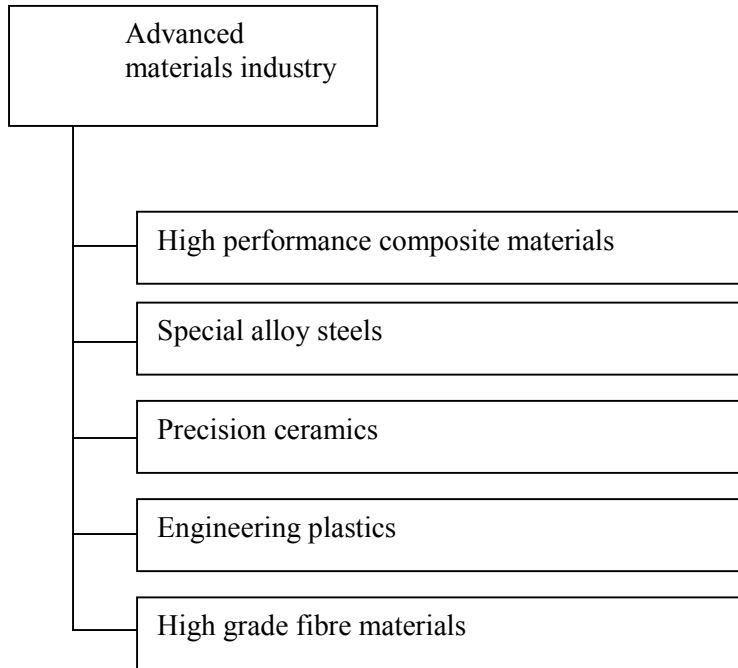 Advanced
materials industry
High performance composite materials
Special alloy steels
Precision ceramics
Engineering plastics
High grade fibre materials